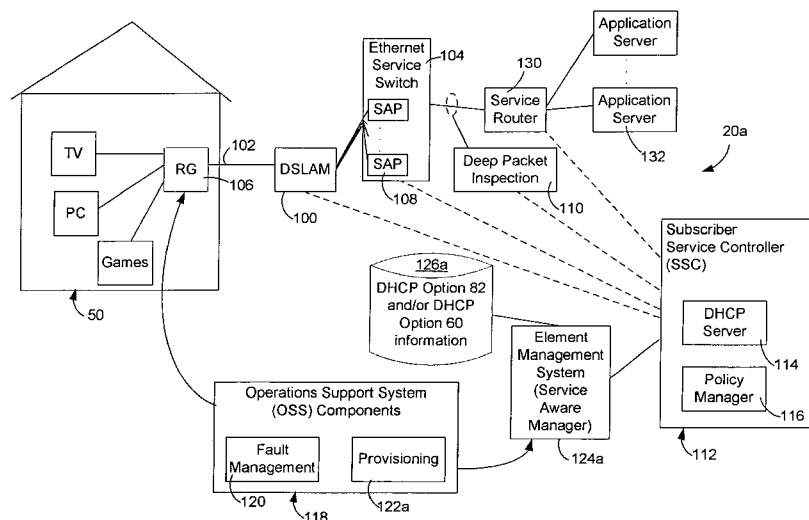 Ethernet
Service
Switch
104
SAP
SAP
108
130
Service
Router
Application
Server
Application
Server
132
20a
Deep Packet
Inspection
110
TV
PC
Games
RG
106
102
DSLAM
100
50
126a
DHCP Option 82
and/or DHCP
Option 60
information
Subscriber
Service Controller
(SSC)
DHCP
Server
114
Policy
Manager
116
112
Element
Management
System
(Service
Aware
Manager)
124a
Operations Support System
(OSS) Components
Fault
Management
120
Provisioning
122a
118